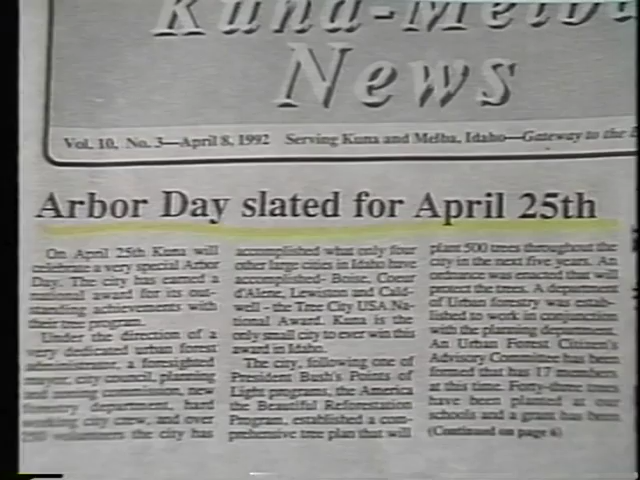 Kuna-Melba
News
Vol. 10, No. 3—April 8, 1992 Serving Kuna and Melba, Idaho—Gateway to the
Arbor Day slated for April 25th
On April 25th Kuna will
celebrate a very special Arbor
Day. The city has earned a
national award for its out-
standing achievements with
their tree program.
Under the direction of a
very dedicated urban forest
a foresighted
mayor, city council, planning
and zoning commission, new
forestry department, hard
working city crew, and over
250 volunteers the city has
accomplished what only four
other large cities in Idaho have
accomplished- Boise, Coeur
d'Alene, Lewiston and Cald-
well - the Tree City USA Na-
tional Award. Kuna is the
only small city to ever win this
award in Idaho.
The city, following one of
President Bush's Points of
Light programs, the America
the Beautiful Reforestation
Program, established a com-
prehensive tree plan that will
plant 500 trees throughout the
city in the next five years. An
ordinance was enacted that will
protect the trees. A department
of Urban forestry was estab-
lished to work in conjunction
with the planning department.
An Urban Forest Citizen's
Advisory Committee has been
formed that has 17 members
at this time. Forty-three trees
have been planted at our
schools and a grant has been
(Continued on page 6)